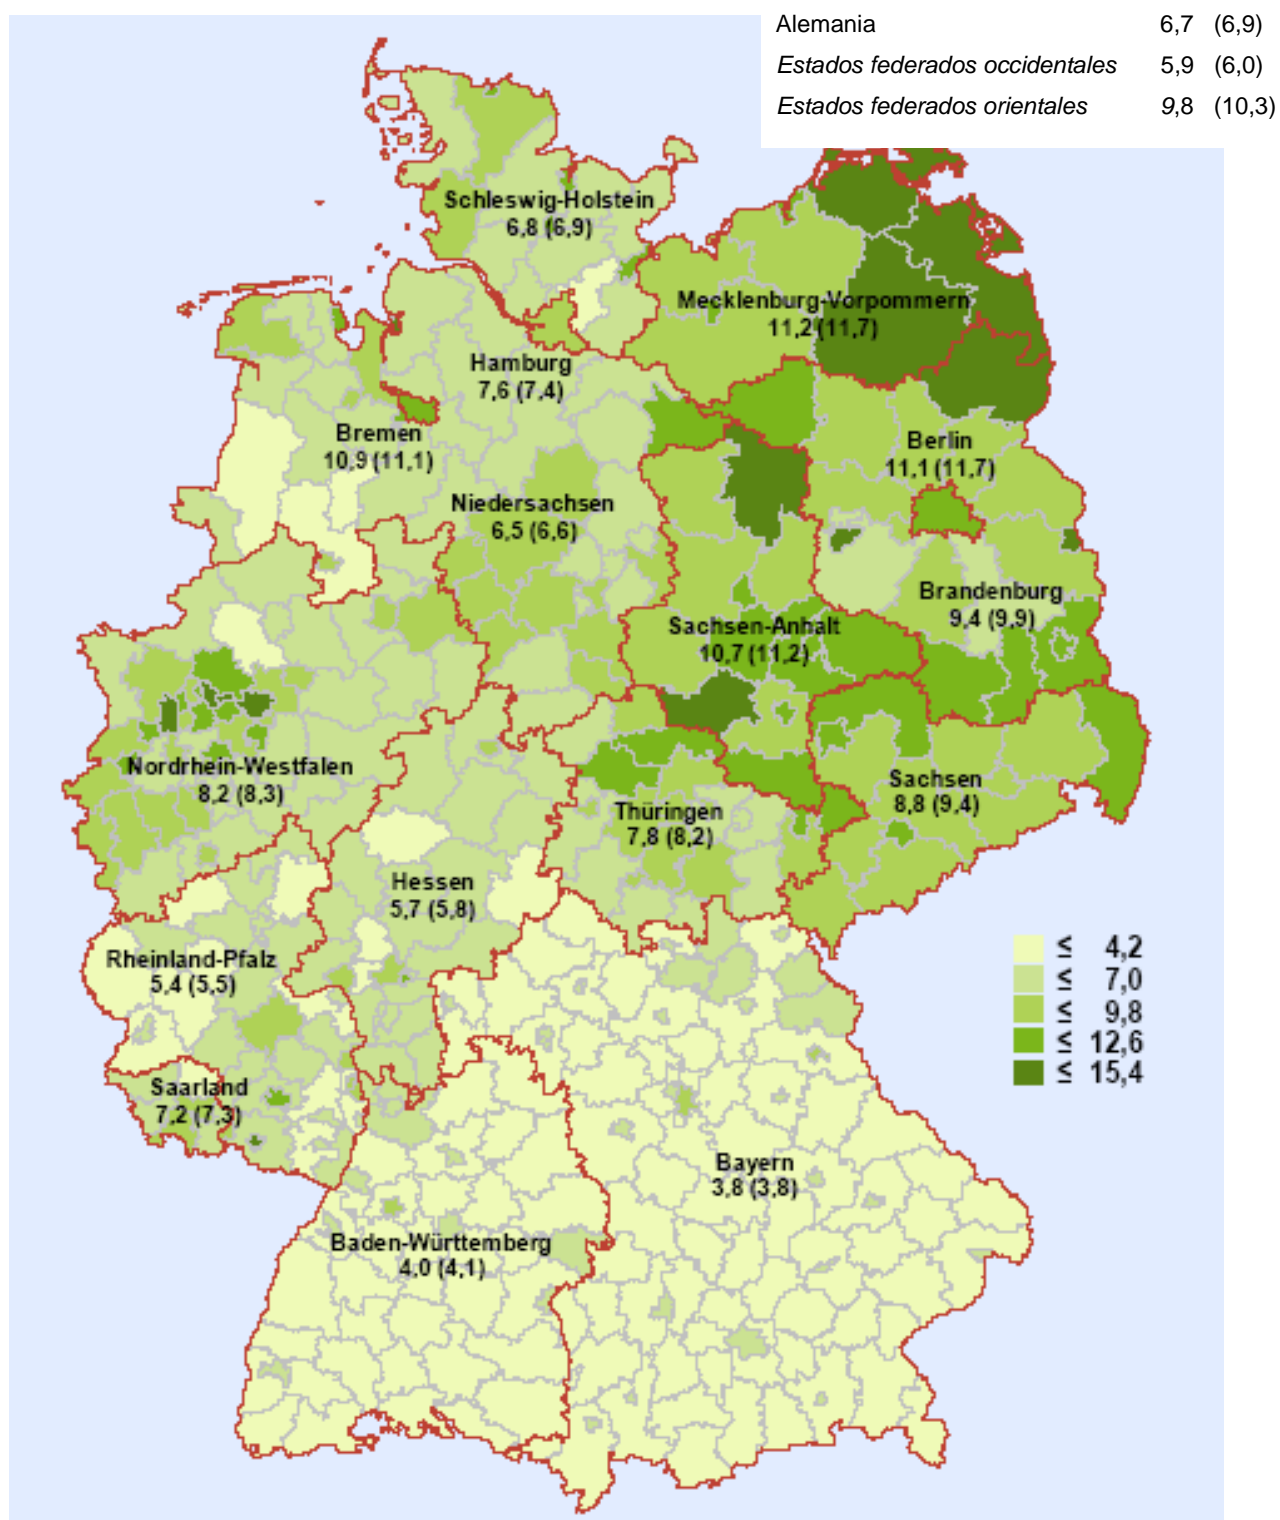 Alemania 6,7 (6,9)
Estados federados occidentales 5,9 (6,0)
Estados federados orientales 9,8 (10,3)
Schleswig-Holstein
6,8 (6,9)
Mecklenburg-Vorpommern
11,2 (11,7)
Hamburg
7,6 (7,4)
Bremen
10,9 (11,1)
Berlin
11,1 (11,7)
Niedersachsen
6,5 (6,6)
Brandenburg
9,4 (9,9)
Sachsen-Anhalt
10,7 (11,2)
Nordrhein-Westfalen
8,2 (8,3)
Sachsen
8,8 (9,4)
Thüringen
7,8 (8,2)
Hessen
5,7 (5,8)
Rheinland-Pfalz
5,4 (5,5)
≤ 4,2
≤ 7,0
≤ 9,8
≤ 12,6
≤ 15,4
Saarland
7,2 (7,3)
Bayern
3,8 (3,8)
Baden-Württemberg
4,0 (4,1)